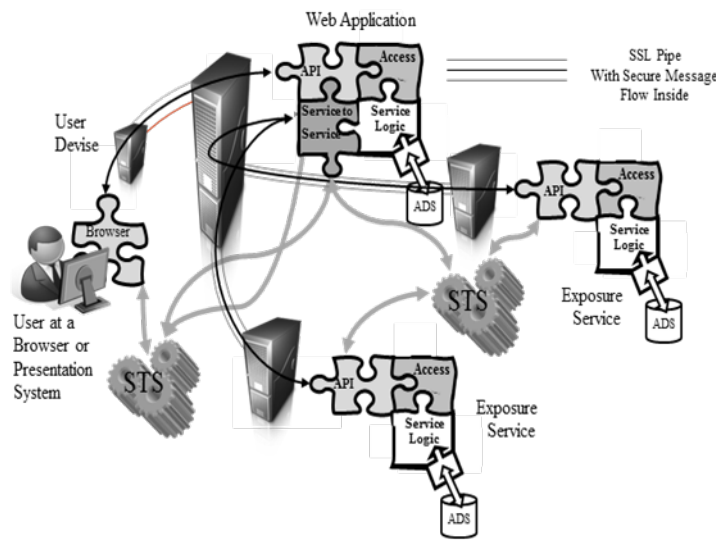 Web Application
API
Access
Service to
Service
Service
Logic
ADS
SSL Pipe
With Secure Message
Flow Inside
User
Devise
Browser
User at a
Browser or
Presentation
System
STS
STS
API
Access
Service
Logic
Exposure
Service
ADS
API
Access
Service
Logic
Exposure
Service
ADS